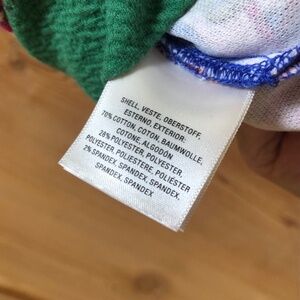 SHELL, VESTE, OBERSTOFF,
ESTERNO, EXTERIOR:
70% COTTON, COTON, BAUMWOLLE,
COTONE, ALGODÓN
28% POLYESTER, POLYESTER,
POLYESTER, POLIESTERE, POLIÉSTER
2% SPANDEX, SPANDEX, SPANDEX,
SPANDEX, SPANDEX